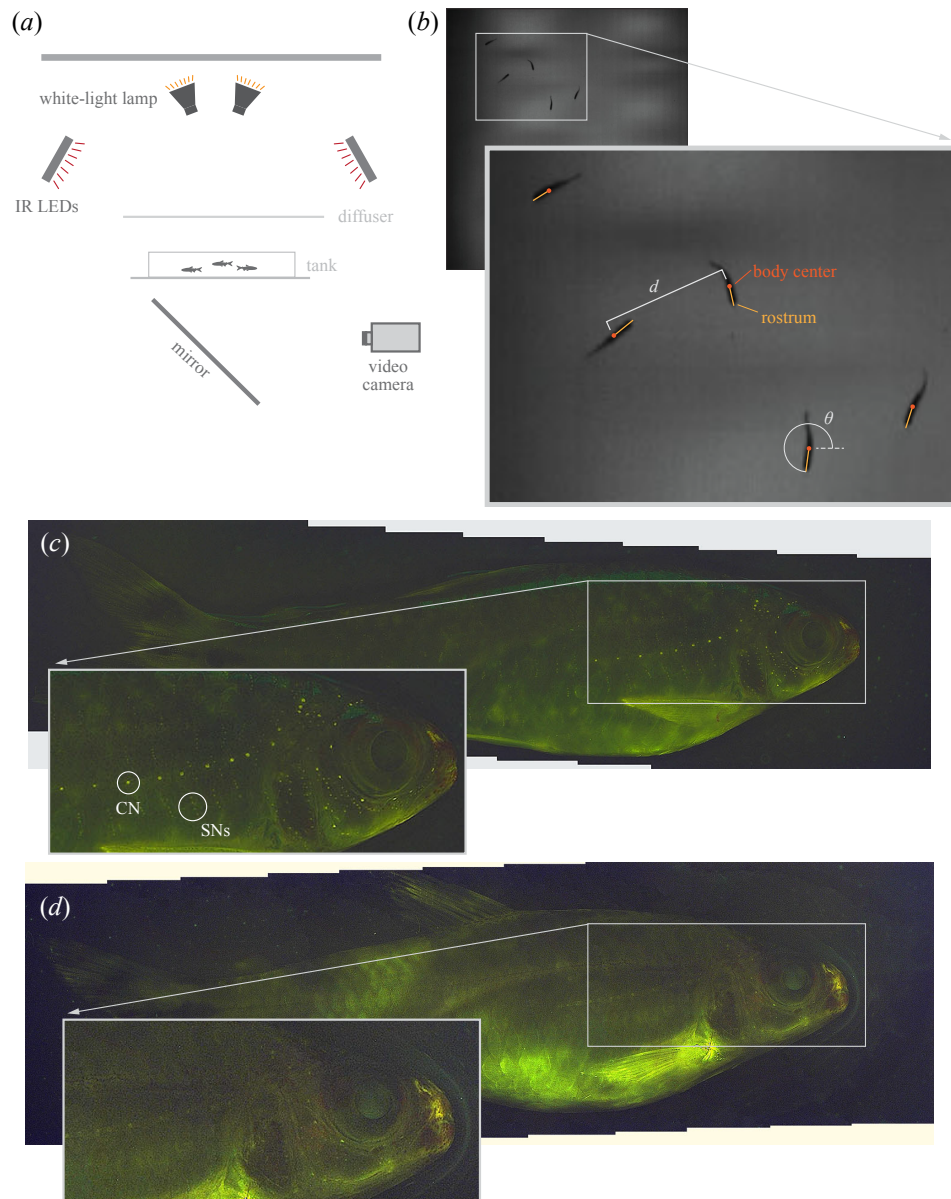 (a)
white-light lamp
IR LEDs
diffuser
tank
mirror
video
camera
(b)
d
body center
rostrum
θ
(c)
CN
SNs
(d)